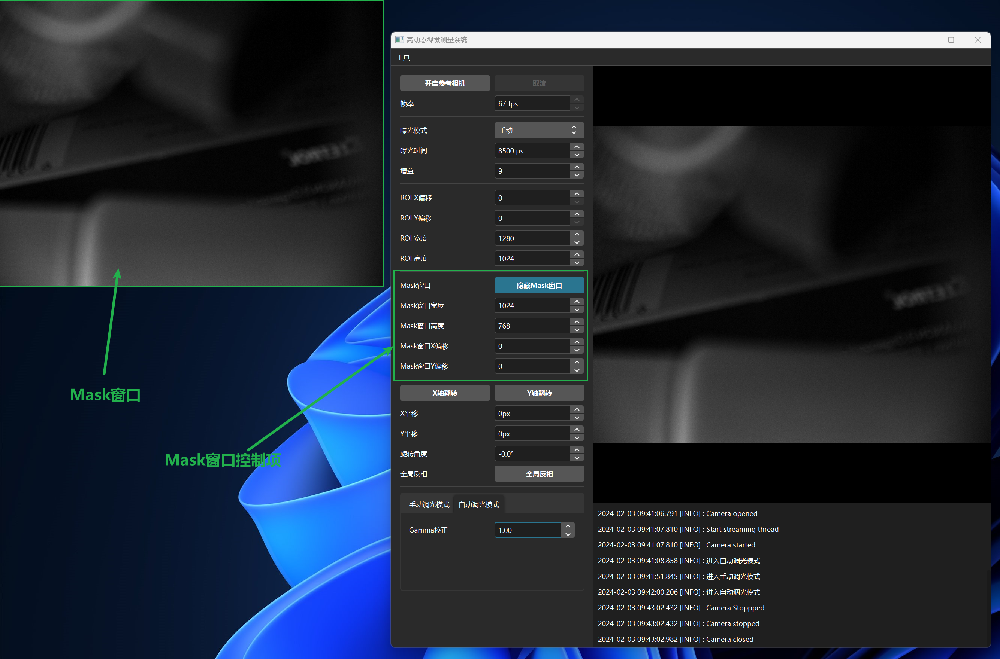 高动态视觉测量系统
工具
开启参考相机 取流
帧率 67 fps
曝光模式 手动
曝光时间 8500 μs
增益 9
ROI X偏移 0
ROI Y偏移 0
ROI 宽度 1280
ROI 高度 1024
Mask窗口 隐藏Mask窗口
Mask窗口宽度 1024
Mask窗口高度 768
Mask窗口X偏移 0
Mask窗口Y偏移 0
X轴翻转 Y轴翻转
X平移 0px
Y平移 0px
旋转角度 -0.0°
全局反相 全局反相
手动调光模式 自动调光模式
Gamma校正 1.00
Mask窗口
Mask窗口控制项
2024-02-03 09:41:06.791 [INFO] : Camera opened
2024-02-03 09:41:07.810 [INFO] : Start streaming thread
2024-02-03 09:41:07.810 [INFO] : Camera started
2024-02-03 09:41:08.858 [INFO] : 进入自动调光模式
2024-02-03 09:41:51.845 [INFO] : 进入手动调光模式
2024-02-03 09:42:00.206 [INFO] : 进入自动调光模式
2024-02-03 09:43:02.432 [INFO] : Camera Stoppped
2024-02-03 09:43:02.432 [INFO] : Camera stopped
2024-02-03 09:43:02.982 [INFO] : Camera closed